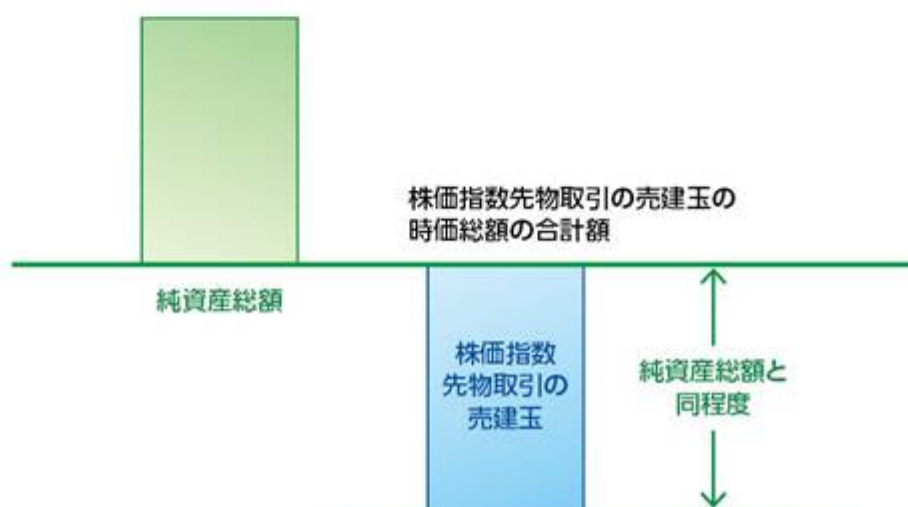 株価指数先物取引の売建玉の
時価総額の合計額
純資産総額
株価指数
先物取引の
売建玉
純資産総額と
同程度